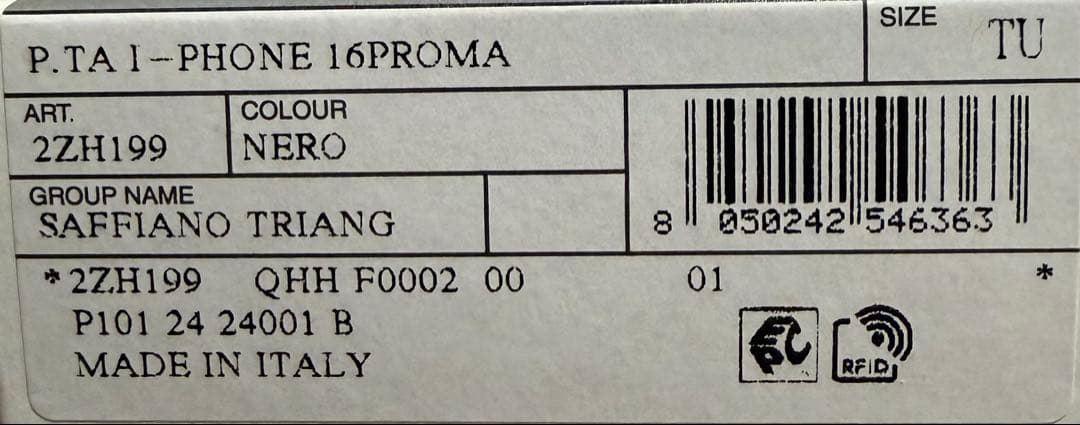 P.TA I-PHONE 16PROMA
SIZE TU
ART.
2ZH199
COLOUR
NERO
GROUP NAME
SAFFIANO TRIANG
8 050242 546363
*2ZH199 QHH F0002 00 01 *
P101 24 24001 B
MADE IN ITALY
EPC
RFID